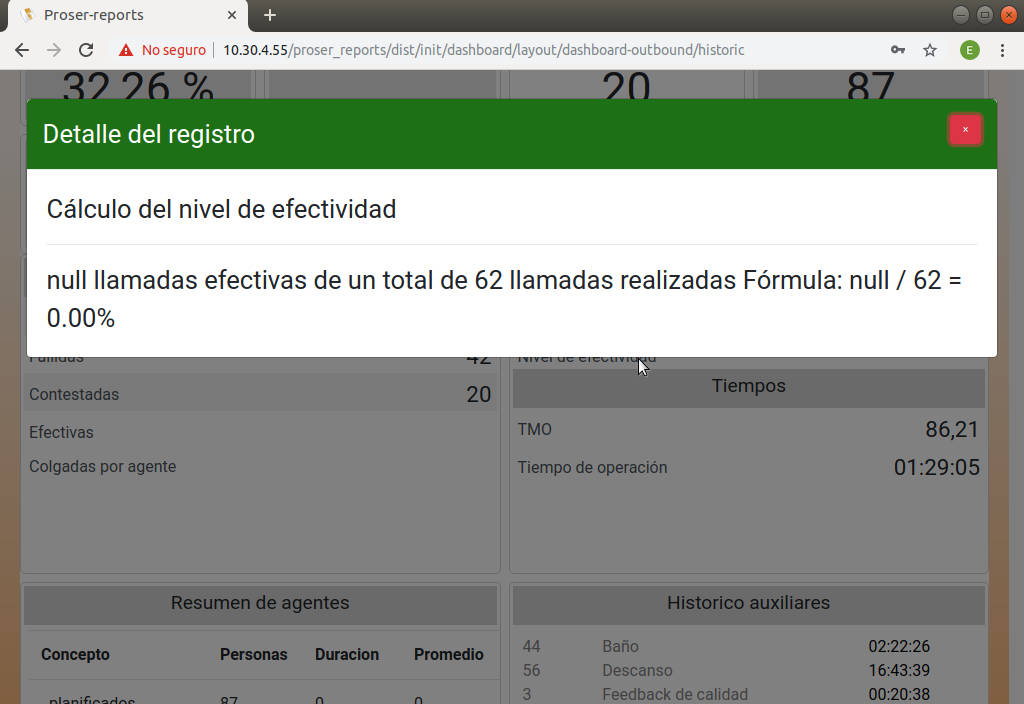 Proser-reports
No seguro
10.30.4.55/proser_reports/dist/init/dashboard/layout/dashboard-outbound/historic
E
32,26 %
20
87
Detalle del registro
×
Cálculo del nivel de efectividad
null llamadas efectivas de un total de 62 llamadas realizadas Fórmula: null / 62 =
0.00%
Fallidas 42
Nivel de efectividad
Contestadas 20
Efectivas
Colgadas por agente
Tiempos
TMO 86,21
Tiempo de operación 01:29:05
Resumen de agentes
Concepto Personas Duracion Promedio
planificados 87 0 0
Historico auxiliares
44 Baño 02:22:26
56 Descanso 16:43:39
3 Feedback de calidad 00:20:38